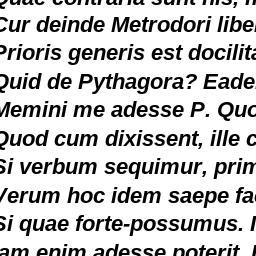 Quae contraria sunt his,
Cur deinde Metrodori libe
Prioris generis est docilita
Quid de Pythagora? Eade
Memini me adesse P. Quo
Quod cum dixissent, ille c
Si verbum sequimur, prim
Verum hoc idem saepe fa
Si quae forte-possumus. I
iam enim adesse poterit.